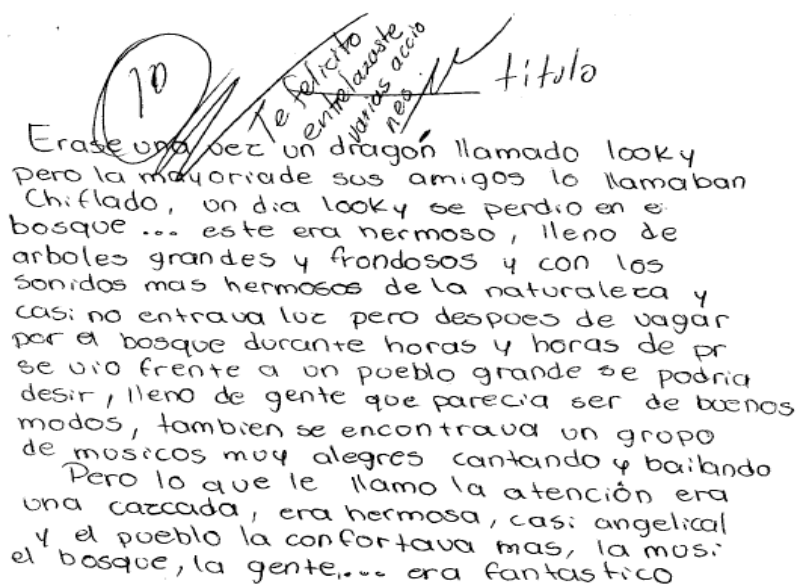 10
Te felicito
entrelazaste
varias accio
nes.
titulo
Erase una vez un dragón llamado looky
pero la mayoriade sus amigos lo llamaban
Chiflado, un dia looky se perdio en e
bosque ... este era hermoso, lleno de
arboles grandes y frondosos y con los
sonidos mas hermosos de la naturaleza y
casi no entrava luz pero despues de vagar
por el bosque durante horas y horas de pr
se vio frente a un pueblo grande se podria
desir, lleno de gente que parecia ser de buenos
modos, tambien se encontrava un grupo
de musicos muy alegres cantando y bailando
Pero lo que le llamo la atención era
una cazcada, era hermosa, casi angelical
y el pueblo la confortava mas, la musi
el bosque, la gente,... era fantastico